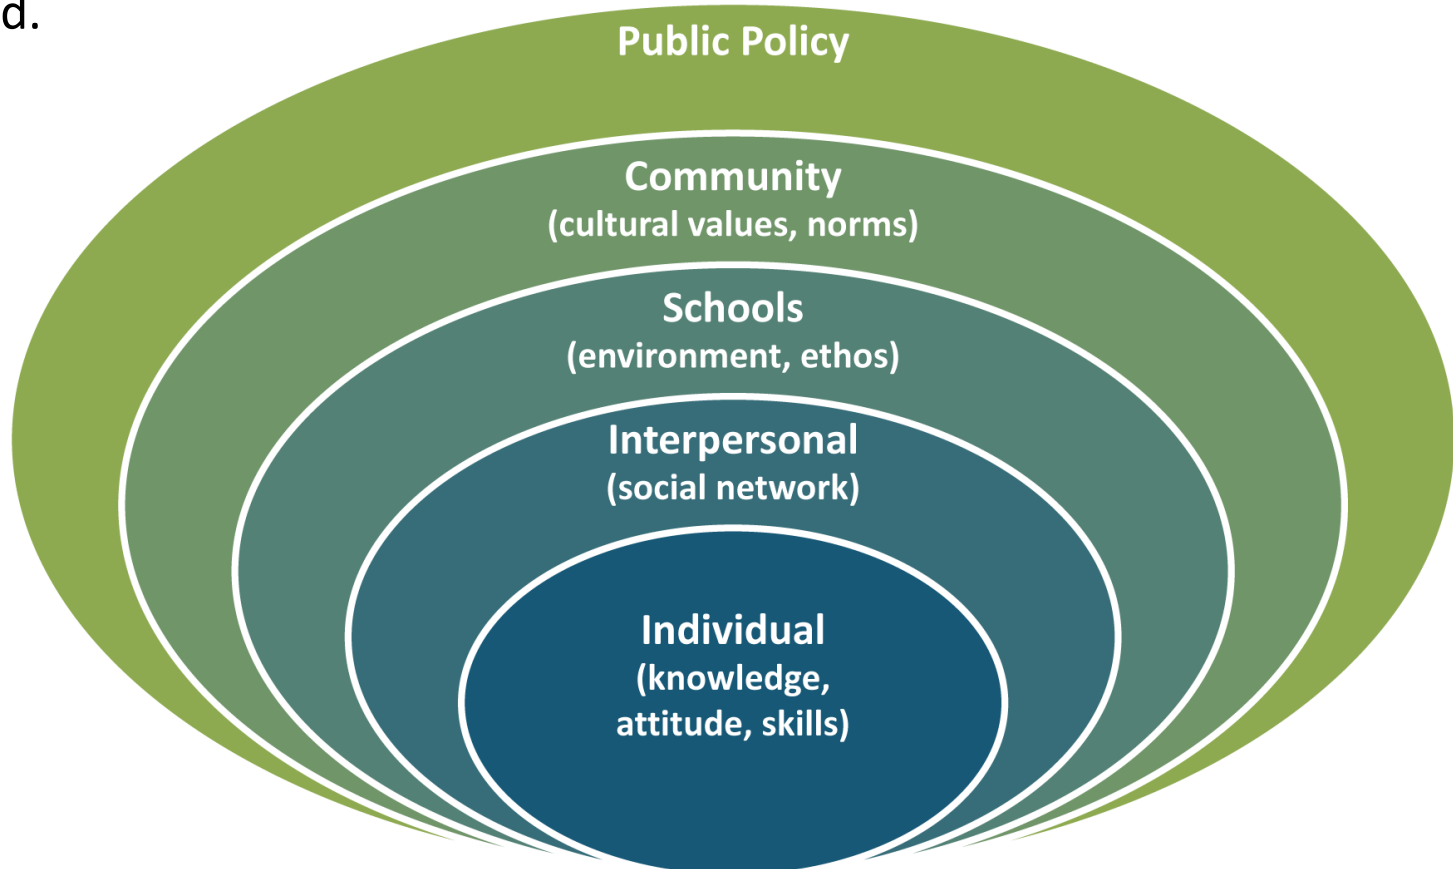 d.
Public Policy
Community
(cultural values, norms)
Schools
(environment, ethos)
Interpersonal
(social network)
Individual
(knowledge,
attitude, skills)